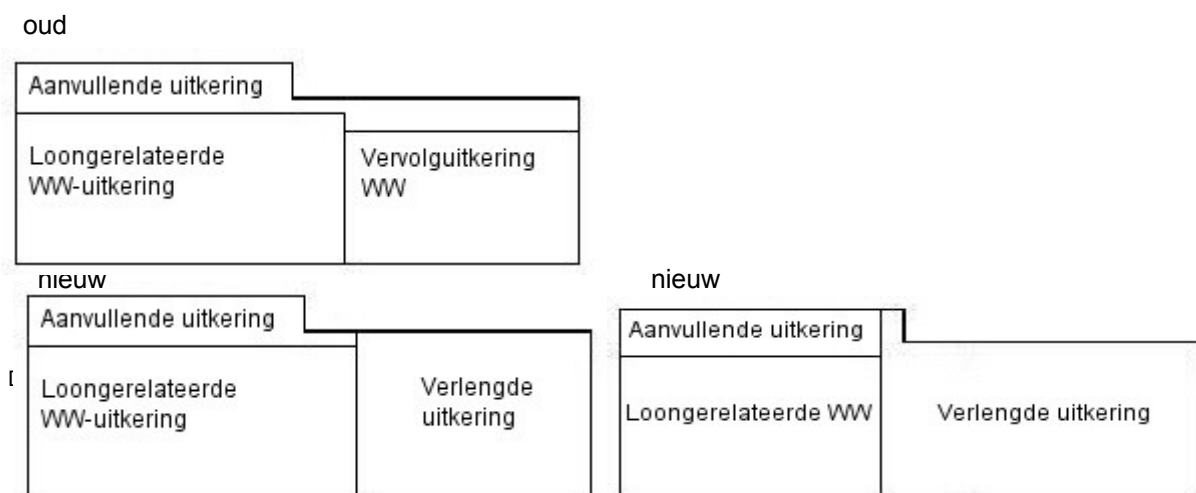 oud
Aanvullende uitkering
Loongerelateerde
WW-uitkering
Vervolguitkering
WW
nieuw
Aanvullende uitkering
Loongerelateerde
WW-uitkering
Verlengde
uitkering
nieuw
Aanvullende uitkering
Loongerelateerde WW
Verlengde uitkering